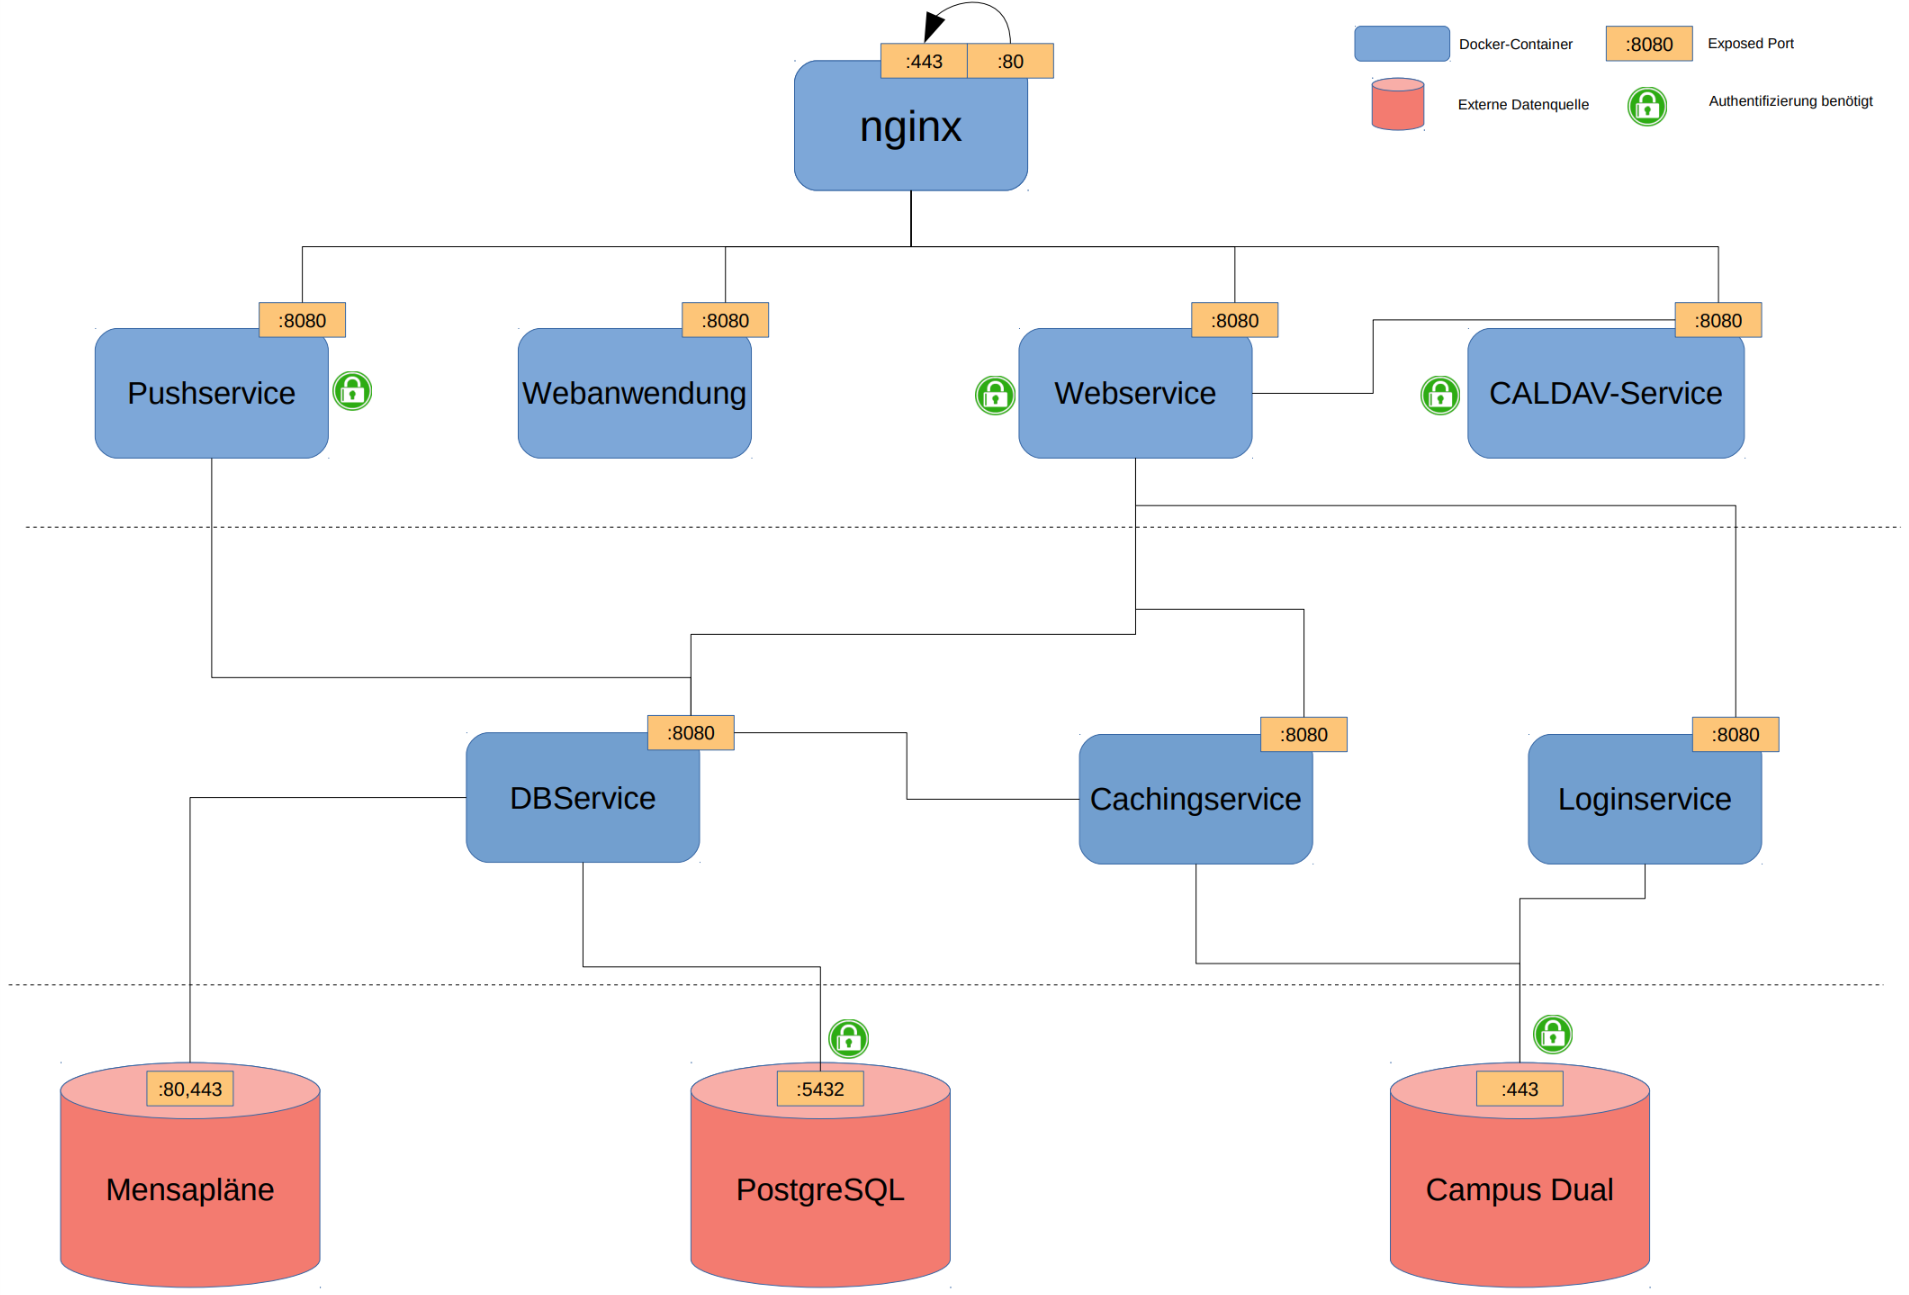 :443
:80
nginx
Docker-Container
:8080
Exposed Port
Externe Datenquelle
Authentifizierung benötigt
:8080
:8080
:8080
:8080
Pushservice
Webanwendung
Webservice
CALDAV-Service
:8080
:8080
:8080
DBService
Cachingservice
Loginservice
:80,443
:5432
:443
Mensapläne
PostgreSQL
Campus Dual